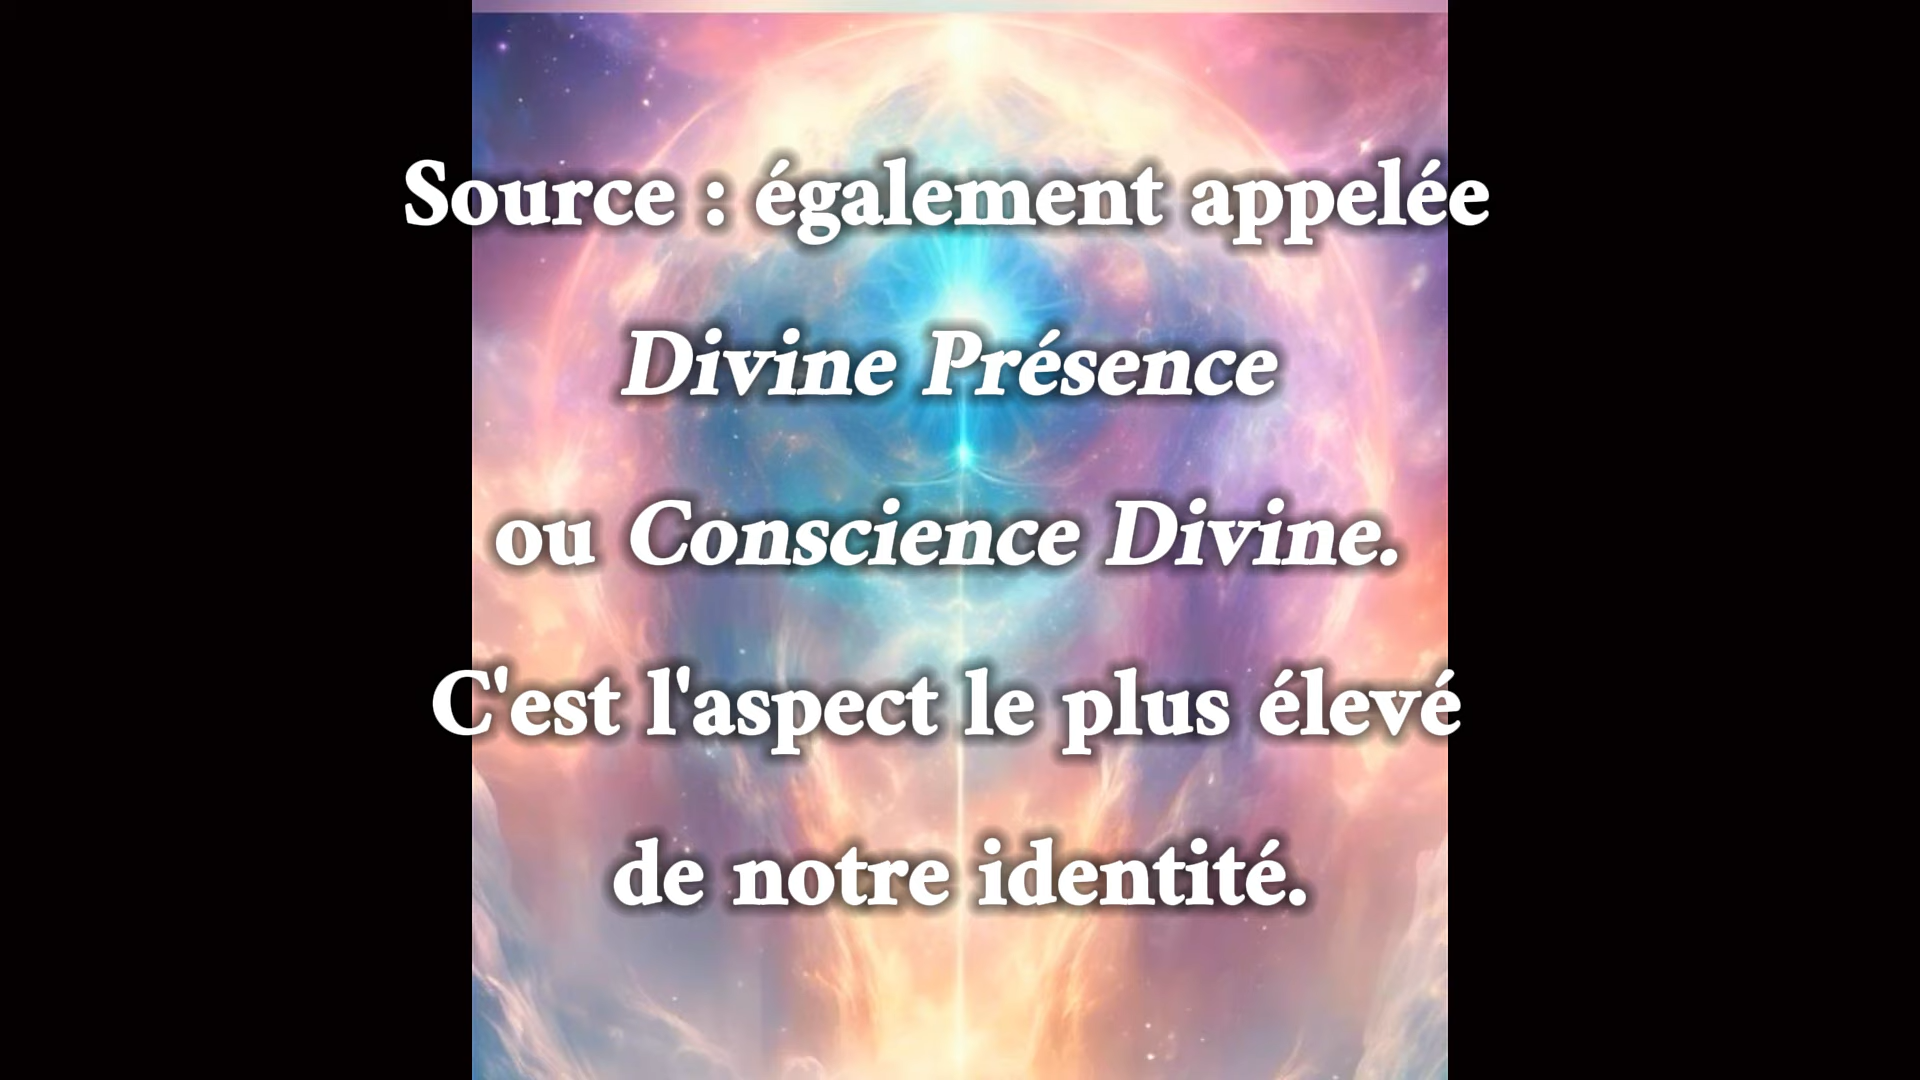 Source : également appelée
Divine Présence
ou Conscience Divine.
C'est l'aspect le plus élevé
de notre identité.